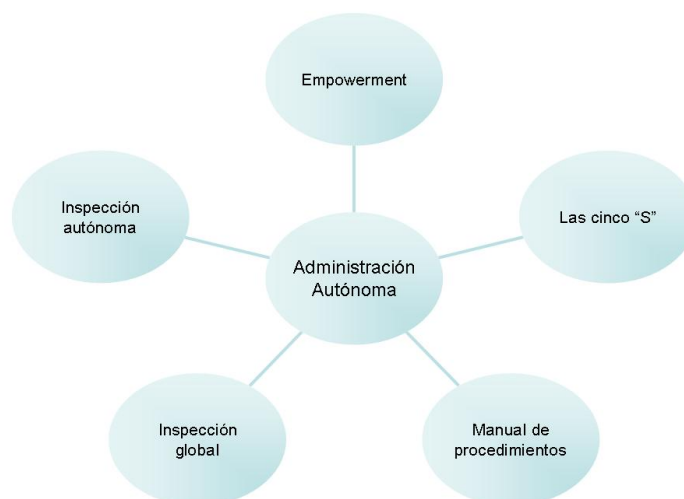 Empowerment
Inspección
autónoma
Las cinco “S”
Administración
Autónoma
Inspección
global
Manual de
procedimientos